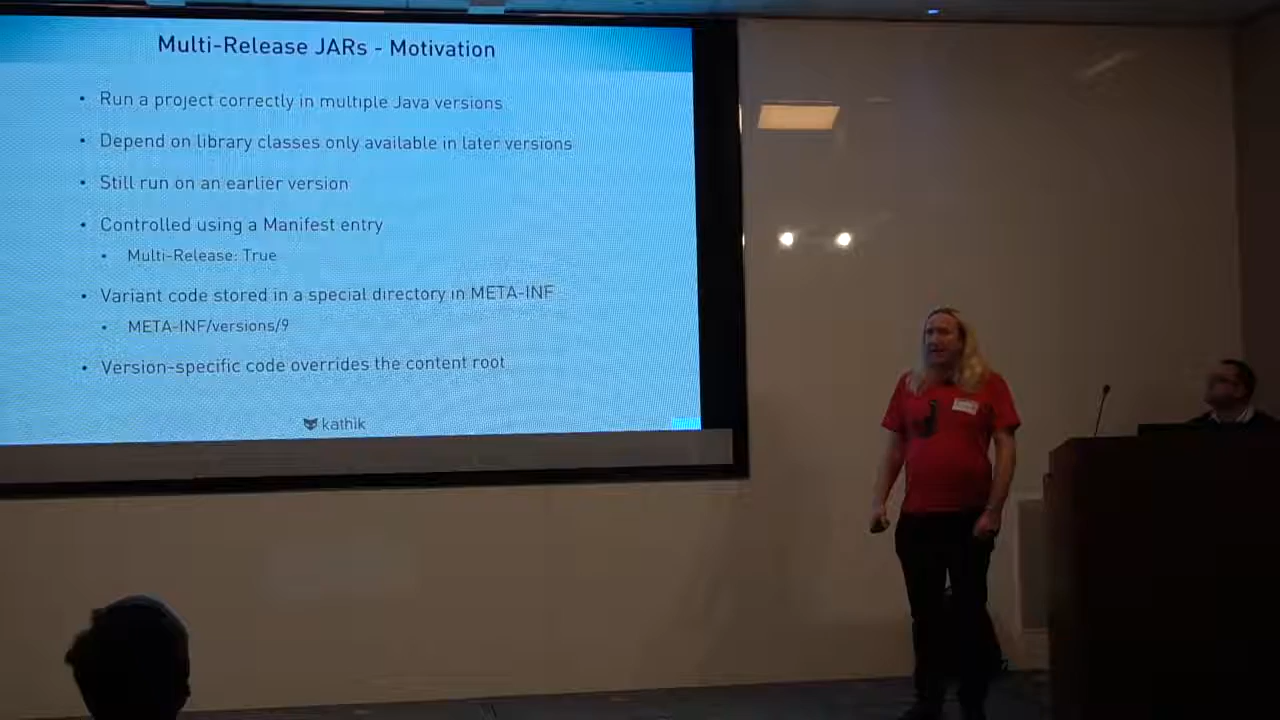 Multi-Release JARs - Motivation
• Run a project correctly in multiple Java versions
• Depend on library classes only available in later versions
• Still run on an earlier version
• Controlled using a Manifest entry
• Multi-Release: True
• Variant code stored in a special directory in META-INF
• META-INF/versions/9
• Version-specific code overrides the content root
kathik